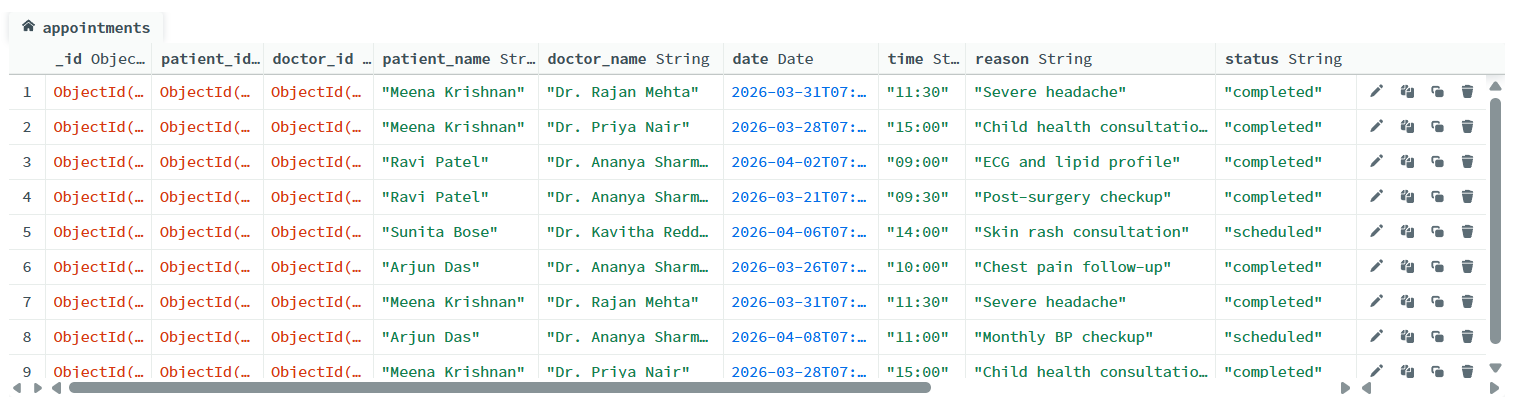 appointments
_id Objec… patient_id… doctor_id … patient_name Str… doctor_name String date Date time St… reason String status String
1 ObjectId(… ObjectId(… ObjectId(… "Meena Krishnan" "Dr. Rajan Mehta" 2026-03-31T07:… "11:30" "Severe headache" "completed"
2 ObjectId(… ObjectId(… ObjectId(… "Meena Krishnan" "Dr. Priya Nair" 2026-03-28T07:… "15:00" "Child health consultatio… "completed"
3 ObjectId(… ObjectId(… ObjectId(… "Ravi Patel" "Dr. Ananya Sharm… 2026-04-02T07:… "09:00" "ECG and lipid profile" "completed"
4 ObjectId(… ObjectId(… ObjectId(… "Ravi Patel" "Dr. Ananya Sharm… 2026-03-21T07:… "09:30" "Post-surgery checkup" "completed"
5 ObjectId(… ObjectId(… ObjectId(… "Sunita Bose" "Dr. Kavitha Redd… 2026-04-06T07:… "14:00" "Skin rash consultation" "scheduled"
6 ObjectId(… ObjectId(… ObjectId(… "Arjun Das" "Dr. Ananya Sharm… 2026-03-26T07:… "10:00" "Chest pain follow-up" "completed"
7 ObjectId(… ObjectId(… ObjectId(… "Meena Krishnan" "Dr. Rajan Mehta" 2026-03-31T07:… "11:30" "Severe headache" "completed"
8 ObjectId(… ObjectId(… ObjectId(… "Arjun Das" "Dr. Ananya Sharm… 2026-04-08T07:… "11:00" "Monthly BP checkup" "scheduled"
9 ObjectId(… ObjectId(… ObjectId(… "Meena Krishnan" "Dr. Priya Nair" 2026-03-28T07:… "15:00" "Child health consultatio… "completed"